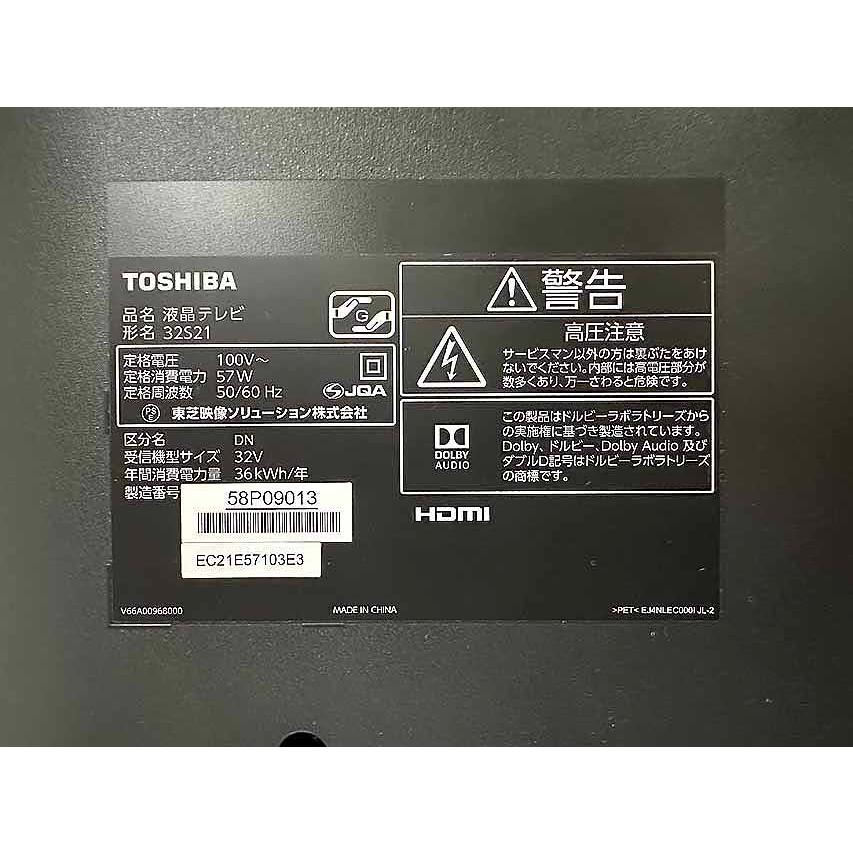 TOSHIBA
品名 液晶テレビ
形名 32S21
G
定格電圧 100V～
定格消費電力 57W
定格周波数 50/60 Hz
JQA
PSE 東芝映像ソリューション株式会社
区分名 DN
受信機型サイズ 32V
年間消費電力量 36kWh/年
製造番号
58P09013
EC21E57103E3
V66A00968000
MADE IN CHINA
警告
高圧注意
サービスマン以外の方は裏ぶたをあけ
ないでください。内部には高電圧部分が
数多くあり、万一さわると危険です。
DOLBY
AUDIO
この製品はドルビーラボラトリーズから
の実施権に基づき製造されています。
Dolby、ドルビー、Dolby Audio 及び
ダブルD記号はドルビーラボラトリーズ
の商標です。
HDMI
>PET< EJ4NLEC000I JL-2